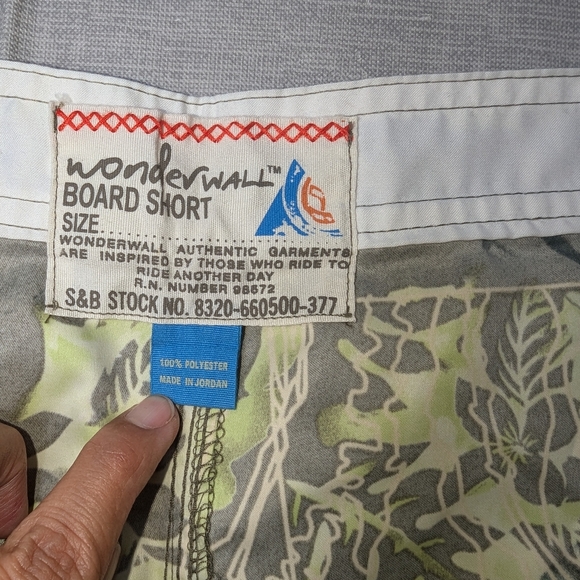 wonderWALL™
BOARD SHORT
SIZE....................................
WONDERWALL AUTHENTIC GARMENTS
ARE INSPIRED BY THOSE WHO RIDE TO
RIDE ANOTHER DAY
R.N. NUMBER 98572
S&B STOCK NO. 8320-660500-377
100% POLYESTER
MADE IN JORDAN